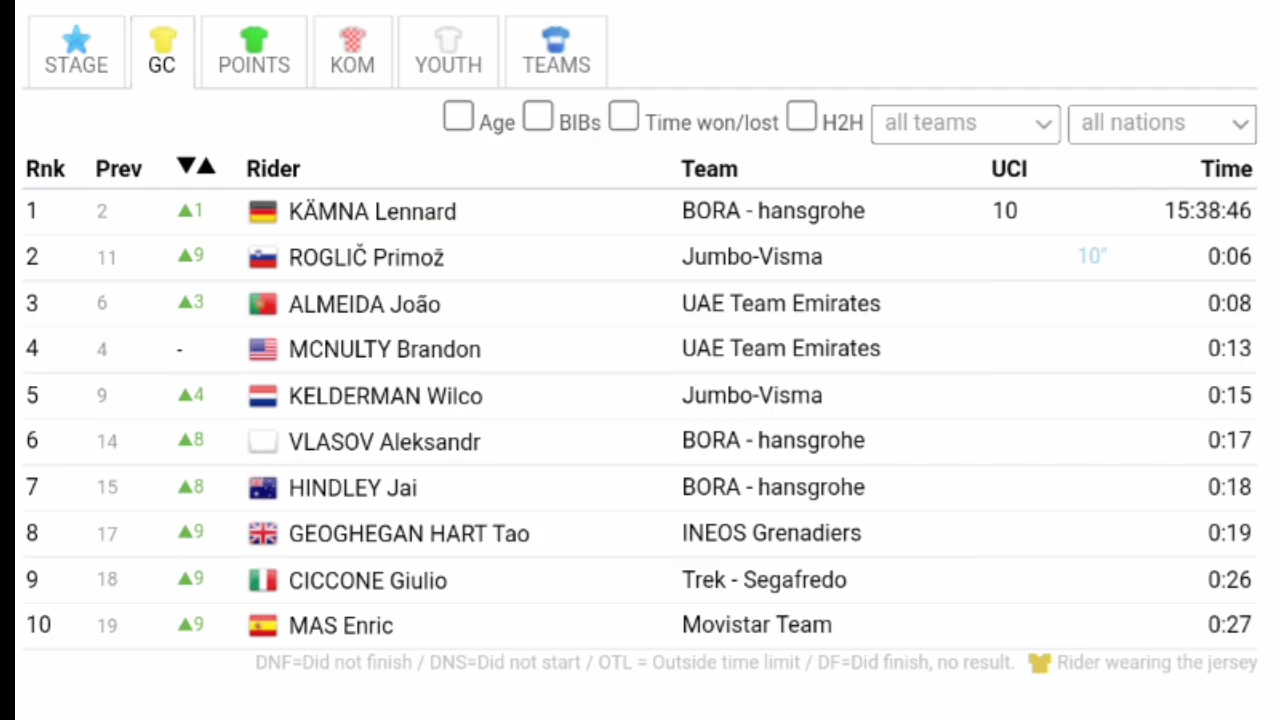 STAGE GC POINTS KOM YOUTH TEAMS
Age BIBs Time won/lost H2H all teams all nations
Rnk Prev ▼▲ Rider Team UCI Time
1 2 ▲1 KÄMNA Lennard BORA - hansgrohe 10 15:38:46
2 11 ▲9 ROGLIČ Primož Jumbo-Visma 10" 0:06
3 6 ▲3 ALMEIDA João UAE Team Emirates 0:08
4 4 - MCNULTY Brandon UAE Team Emirates 0:13
5 9 ▲4 KELDERMAN Wilco Jumbo-Visma 0:15
6 14 ▲8 VLASOV Aleksandr BORA - hansgrohe 0:17
7 15 ▲8 HINDLEY Jai BORA - hansgrohe 0:18
8 17 ▲9 GEOGHEGAN HART Tao INEOS Grenadiers 0:19
9 18 ▲9 CICCONE Giulio Trek - Segafredo 0:26
10 19 ▲9 MAS Enric Movistar Team 0:27
DNF=Did not finish / DNS=Did not start / OTL = Outside time limit / DF=Did finish, no result. Rider wearing the jersey